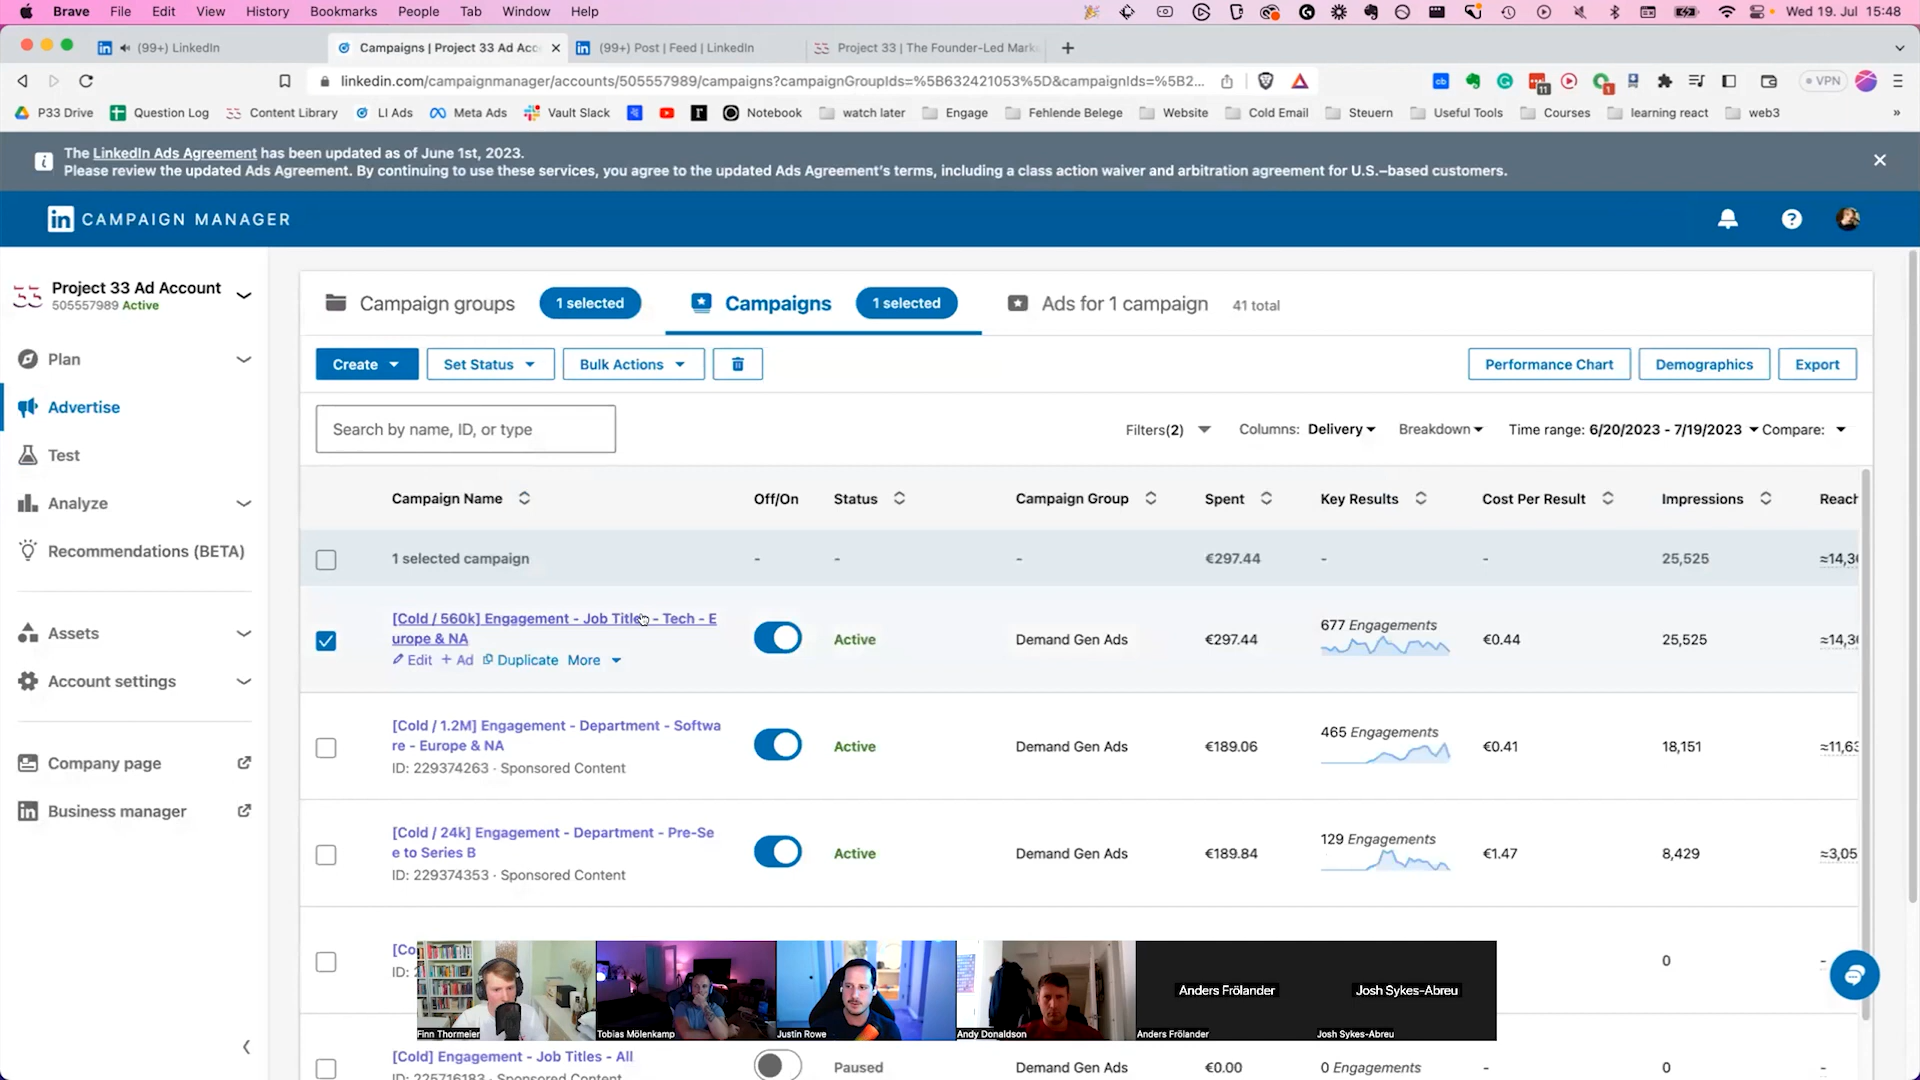 Brave File Edit View History Bookmarks People Tab Window Help Wed 19. Jul 15:48
(99+) LinkedIn
Campaigns | Project 33 Ad Acco
(99+) Post | Feed | LinkedIn
Project 33 | The Founder-Led Mark
linkedin.com/campaignmanager/accounts/505557989/campaigns?campaignGroupIds=%5B632421053%5D&campaignIds=%5B2... VPN
P33 Drive Question Log Content Library LI Ads Meta Ads Vault Slack Notebook watch later Engage Fehlende Belege Website Cold Email Steuern Useful Tools Courses learning react web3
The LinkedIn Ads Agreement has been updated as of June 1st, 2023.
Please review the updated Ads Agreement. By continuing to use these services, you agree to the updated Ads Agreement's terms, including a class action waiver and arbitration agreement for U.S.-based customers.
in CAMPAIGN MANAGER
Project 33 Ad Account
505557989 Active
Plan
Advertise
Test
Analyze
Recommendations (BETA)
Assets
Account settings
Company page
Business manager
Campaign groups 1 selected
Campaigns 1 selected
Ads for 1 campaign 41 total
Create Set Status Bulk Actions Performance Chart Demographics Export
Search by name, ID, or type
Filters(2) Columns: Delivery Breakdown Time range: 6/20/2023 - 7/19/2023 Compare:
Campaign Name Off/On Status Campaign Group Spent Key Results Cost Per Result Impressions Reach
1 selected campaign - - - €297.44 - - 25,525 ≈14,3
[Cold / 560k] Engagement - Job Titles - Tech - E
urope & NA
Edit + Ad Duplicate More
Active Demand Gen Ads €297.44 677 Engagements €0.44 25,525 ≈14,3
[Cold / 1.2M] Engagement - Department - Softwa
re - Europe & NA
ID: 229374263 · Sponsored Content
Active Demand Gen Ads €189.06 465 Engagements €0.41 18,151 ≈11,6
[Cold / 24k] Engagement - Department - Pre-Se
e to Series B
ID: 229374353 · Sponsored Content
Active Demand Gen Ads €189.84 129 Engagements €1.47 8,429 ≈3,05
[Co
ID:
0 -
Finn Thormeier
Tobias Mölenkamp
Justin Rowe
Andy Donaldson
Anders Frölander
Anders Frölander
Josh Sykes-Abreu
Josh Sykes-Abreu
[Cold] Engagement - Job Titles - All
ID: 225716183 · Sponsored Content
Paused Demand Gen Ads €0.00 0 Engagements - 0 -